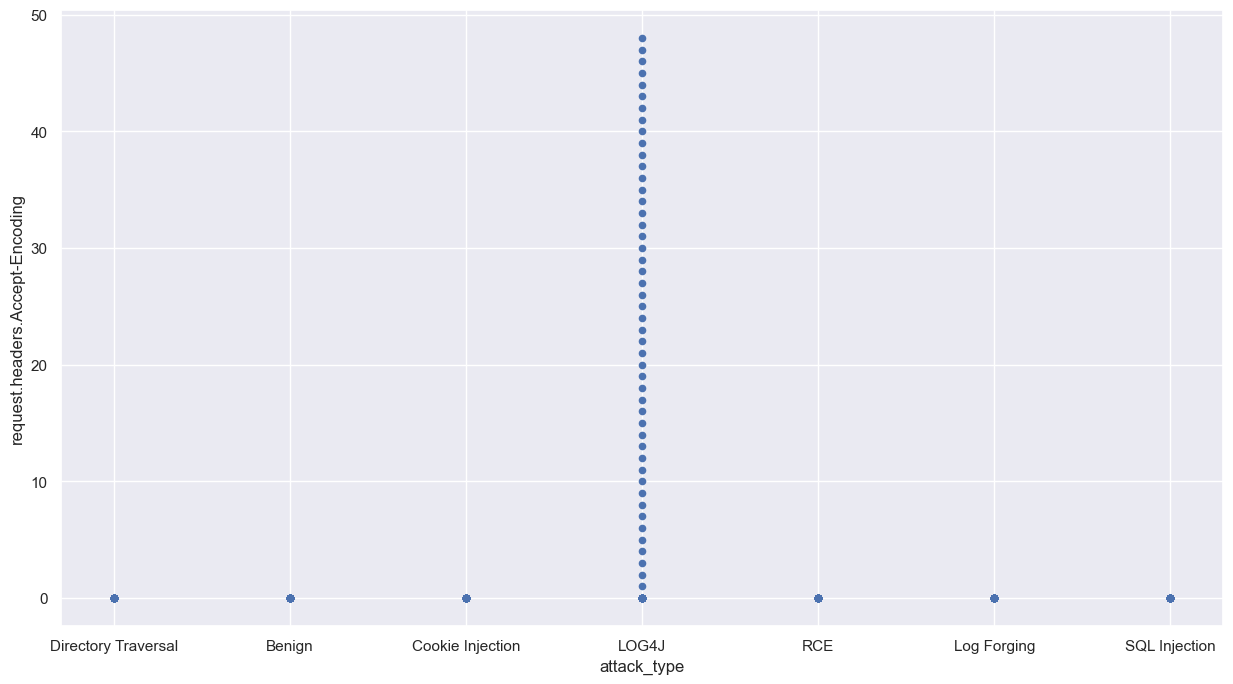 50
40
30
20
10
0
request.headers.Accept-Encoding
Directory Traversal Benign Cookie Injection LOG4J RCE Log Forging SQL Injection
attack_type